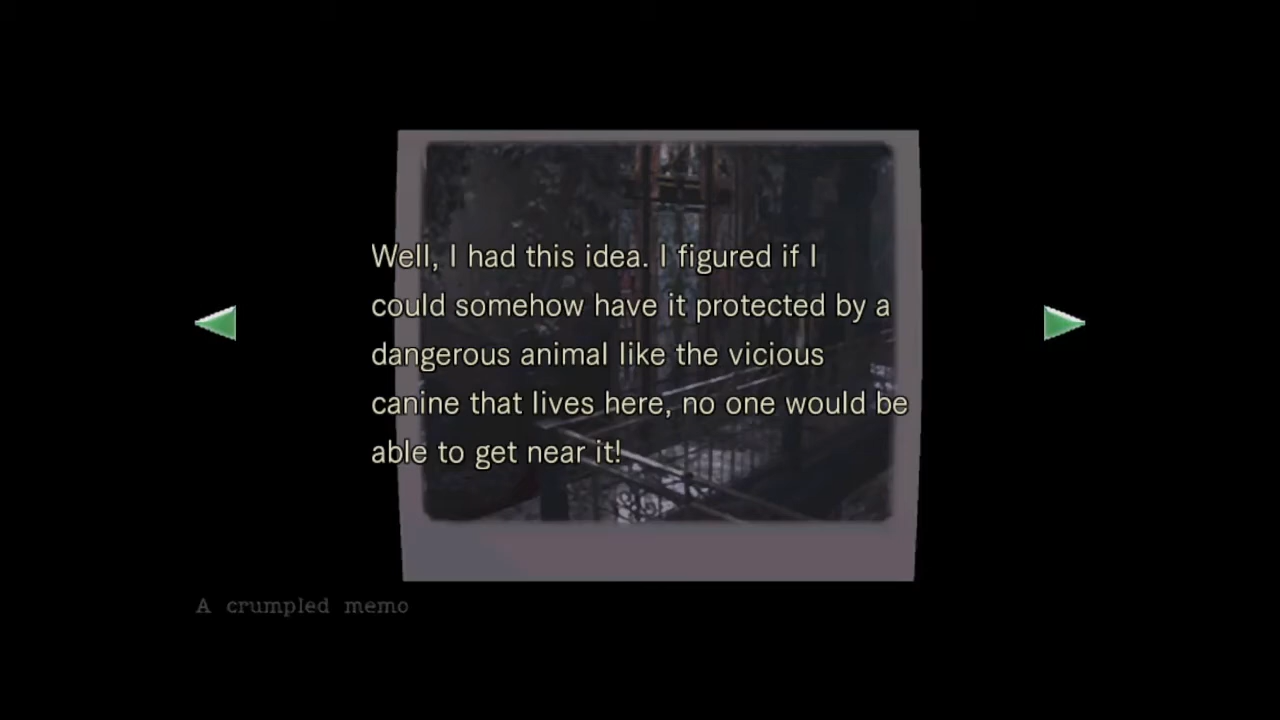 Well, I had this idea. I figured if I
could somehow have it protected by a
dangerous animal like the vicious
canine that lives here, no one would be
able to get near it!
A crumpled memo